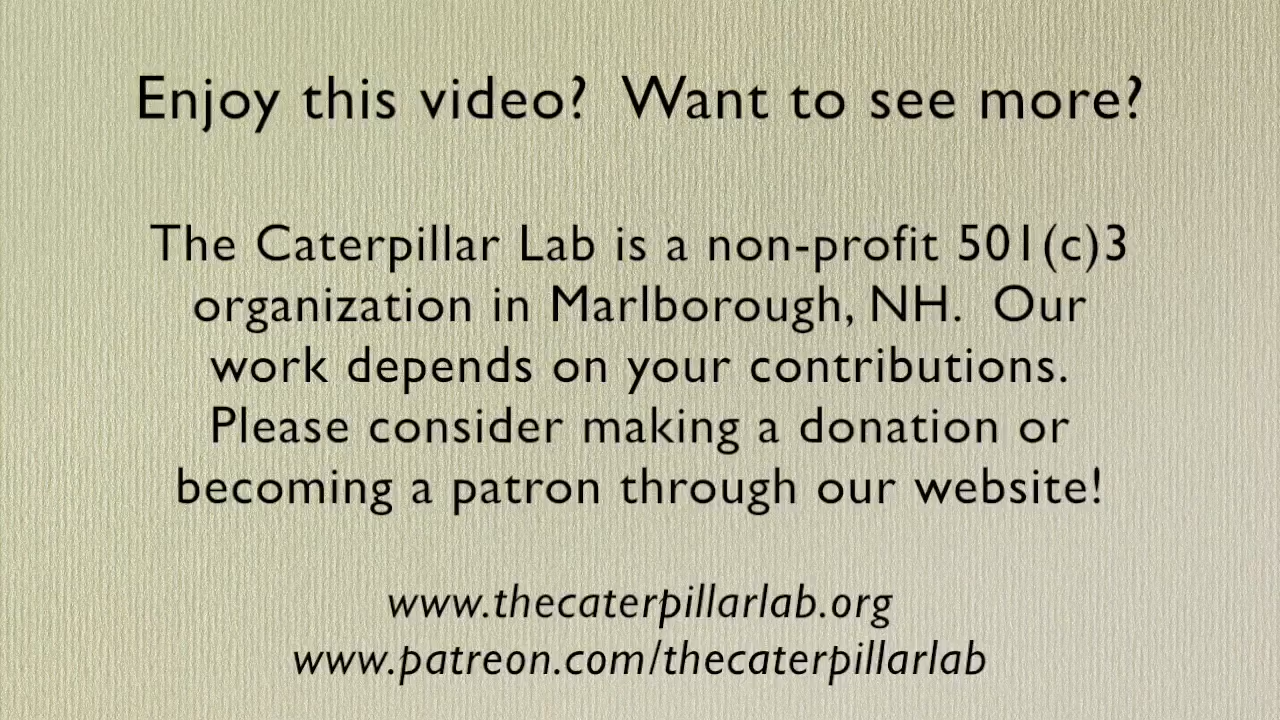 Enjoy this video?  Want to see more?
The Caterpillar Lab is a non-profit 501(c)3
organization in Marlborough, NH.  Our
work depends on your contributions.
Please consider making a donation or
becoming a patron through our website!
www.thecaterpillarlab.org
www.patreon.com/thecaterpillarlab